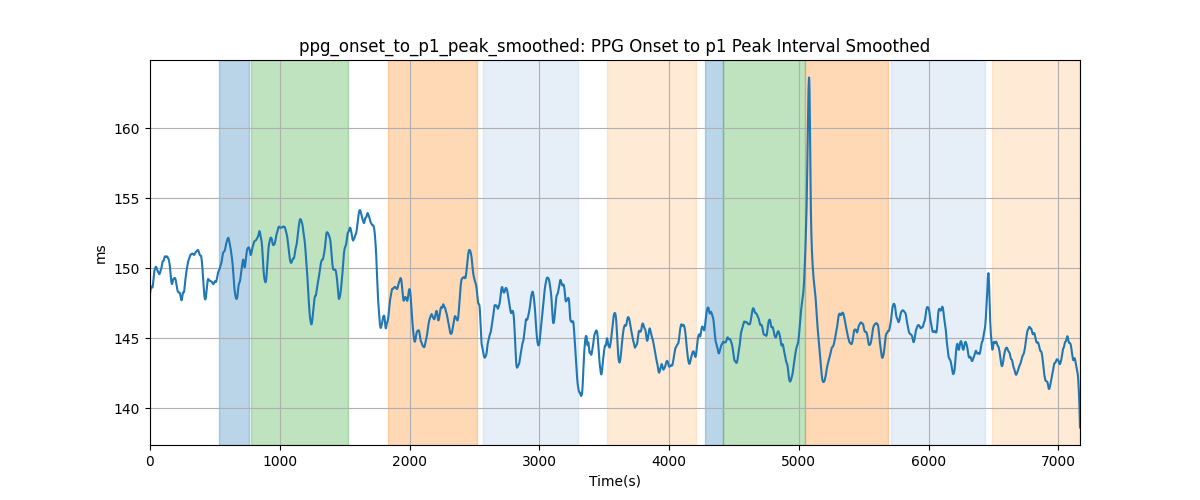 ppg_onset_to_p1_peak_smoothed: PPG Onset to p1 Peak Interval Smoothed
160
155
150
145
140
ms
0 1000 2000 3000 4000 5000 6000 7000
Time(s)